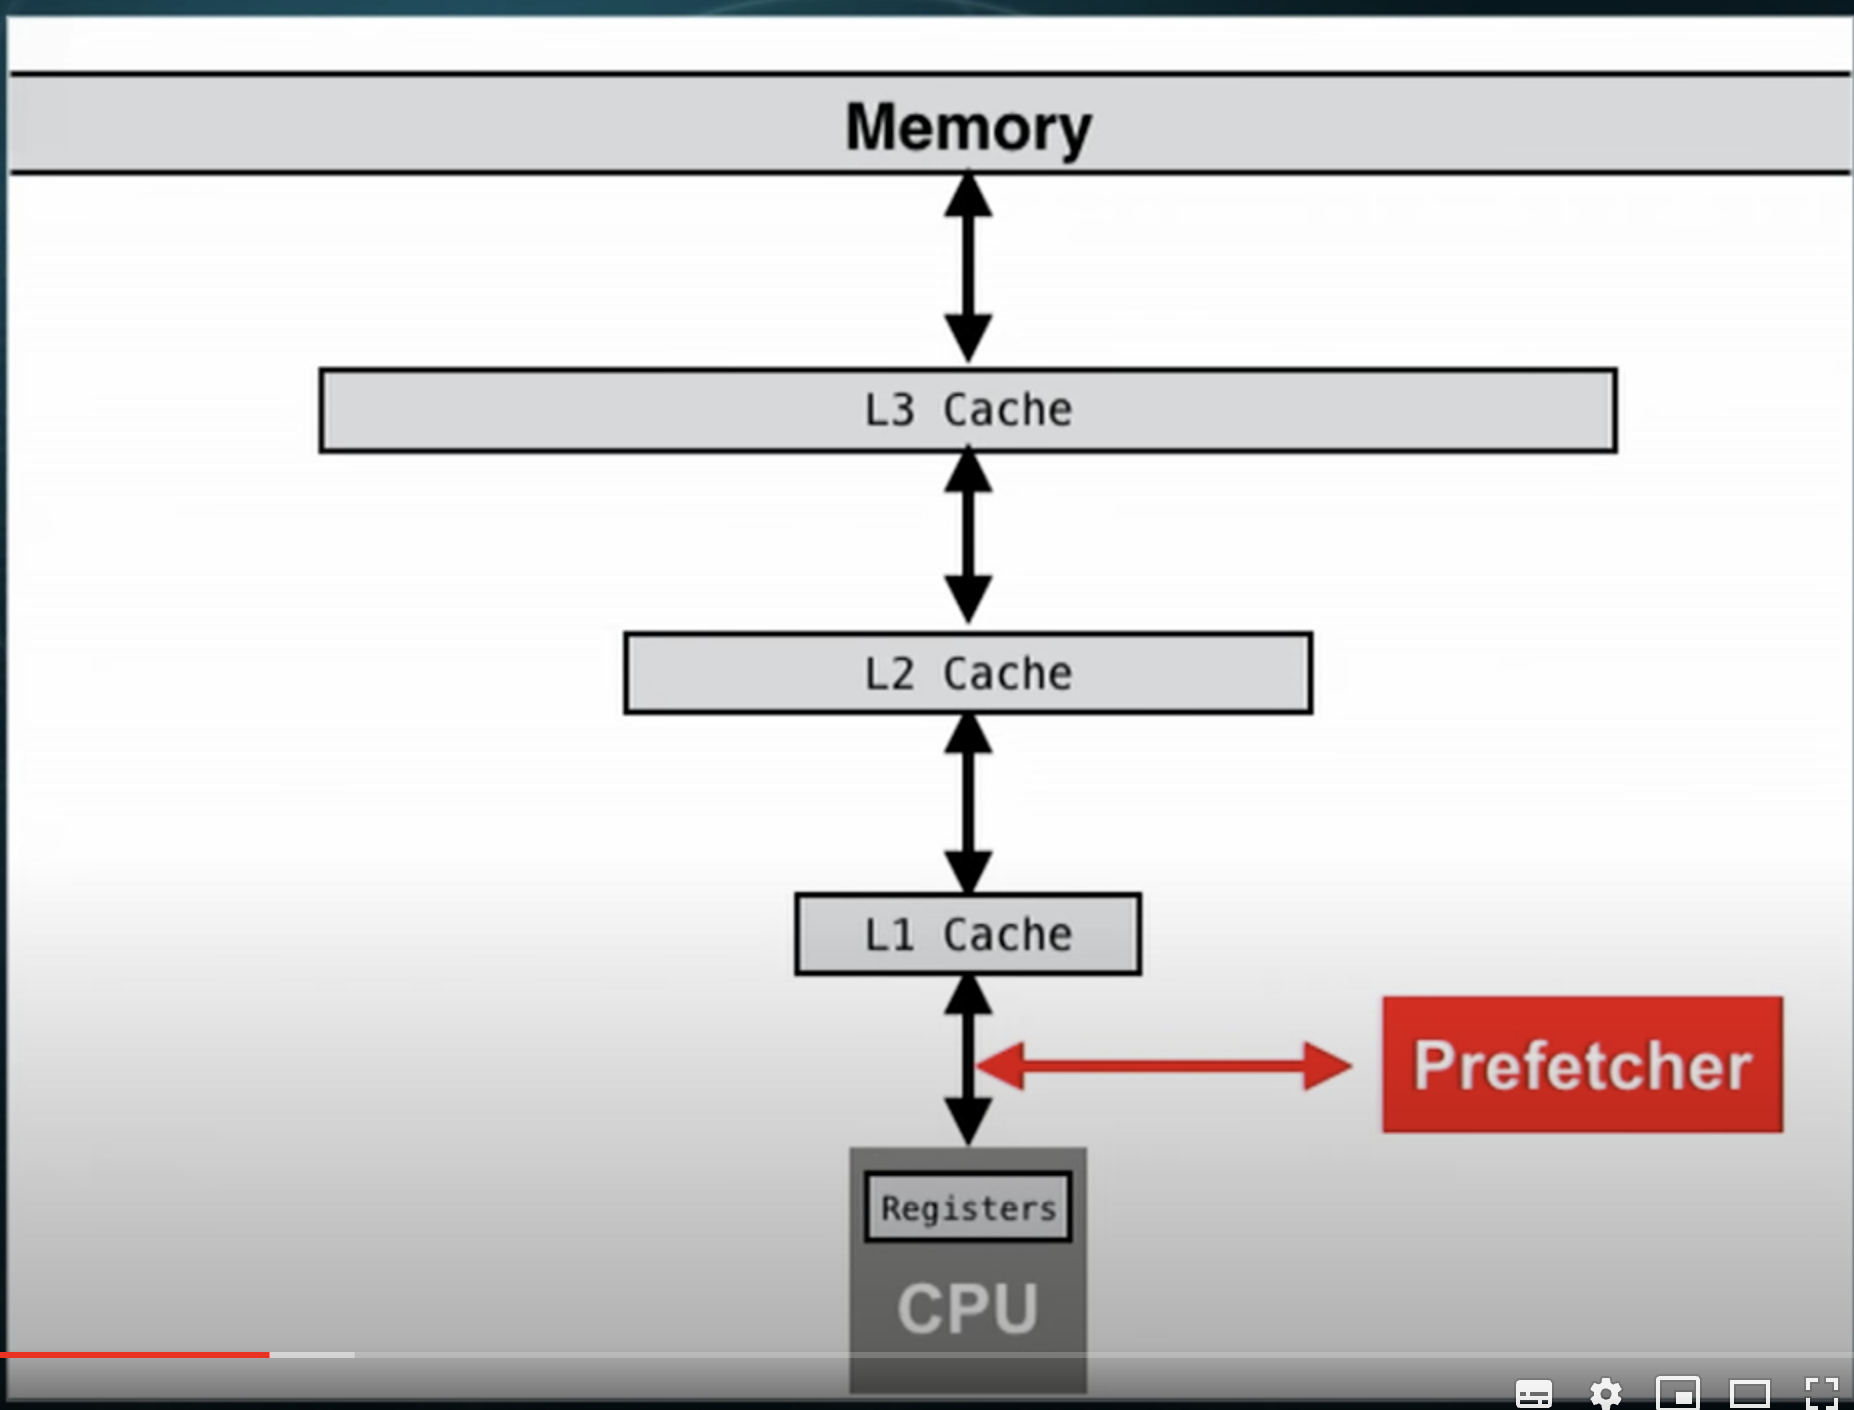 Memory
L3 Cache
L2 Cache
L1 Cache
Prefetcher
Registers
CPU